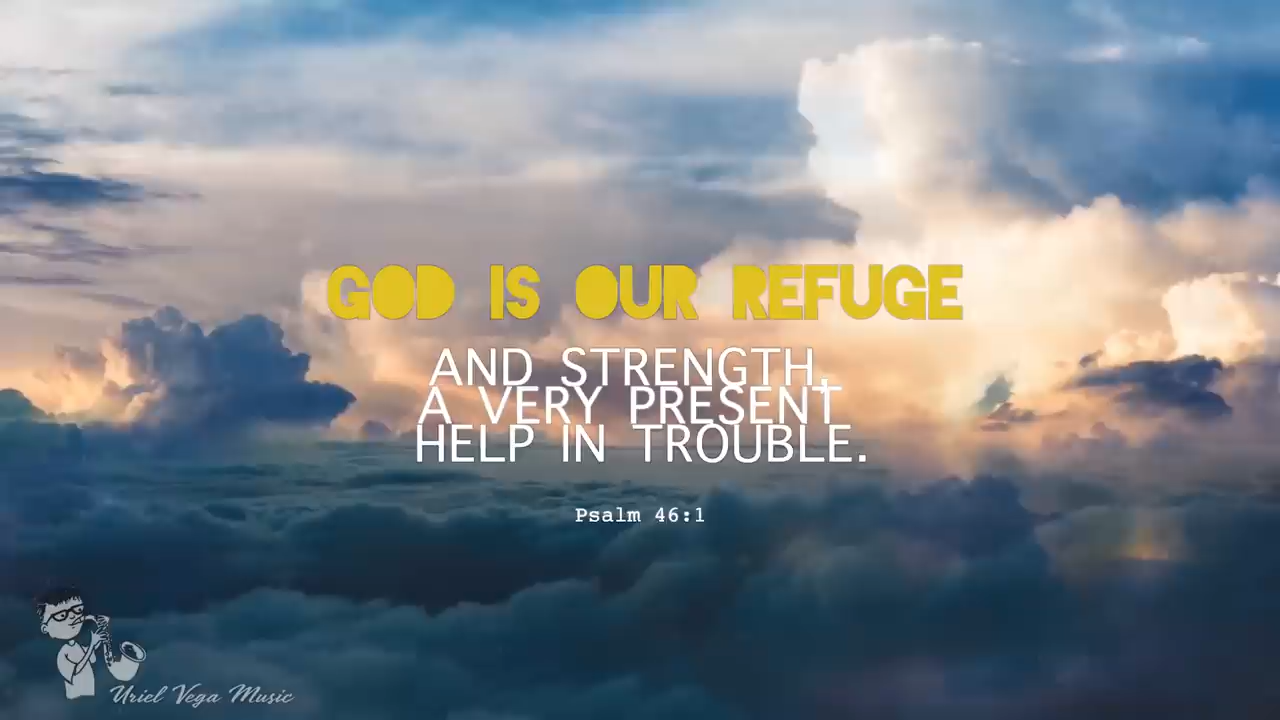 GOD IS OUR REFUGE
AND STRENGTH,
A VERY PRESENT
HELP IN TROUBLE.
Psalm 46:1
Uriel Vega Music